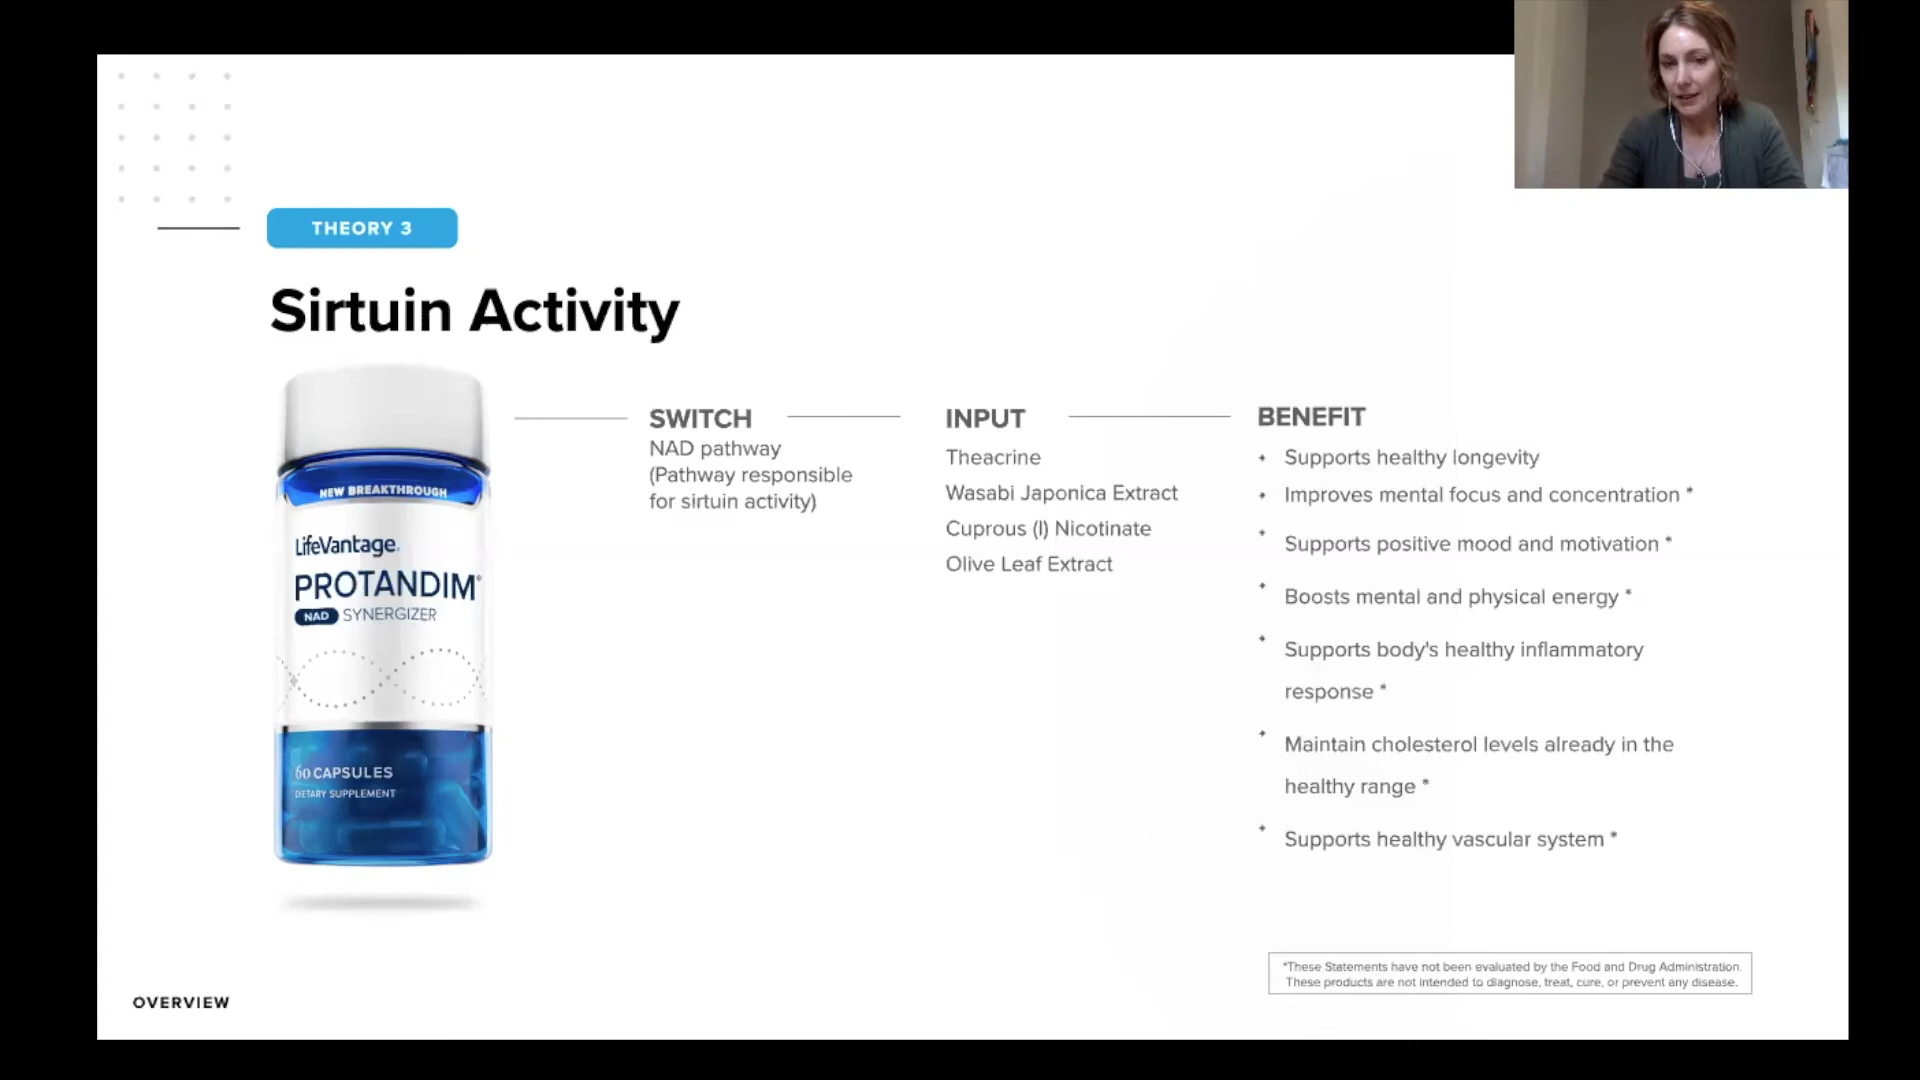 THEORY 3
Sirtuin Activity
NEW BREAKTHROUGH
LifeVantage.
PROTANDIM®
NAD SYNERGIZER
60 CAPSULES
DIETARY SUPPLEMENT
SWITCH
NAD pathway
(Pathway responsible
for sirtuin activity)
INPUT
Theacrine
Wasabi Japonica Extract
Cuprous (I) Nicotinate
Olive Leaf Extract
BENEFIT
• Supports healthy longevity
• Improves mental focus and concentration *
• Supports positive mood and motivation *
• Boosts mental and physical energy *
• Supports body's healthy inflammatory
response *
• Maintain cholesterol levels already in the
healthy range *
• Supports healthy vascular system *
*These Statements have not been evaluated by the Food and Drug Administration.
These products are not intended to diagnose, treat, cure, or prevent any disease.
OVERVIEW